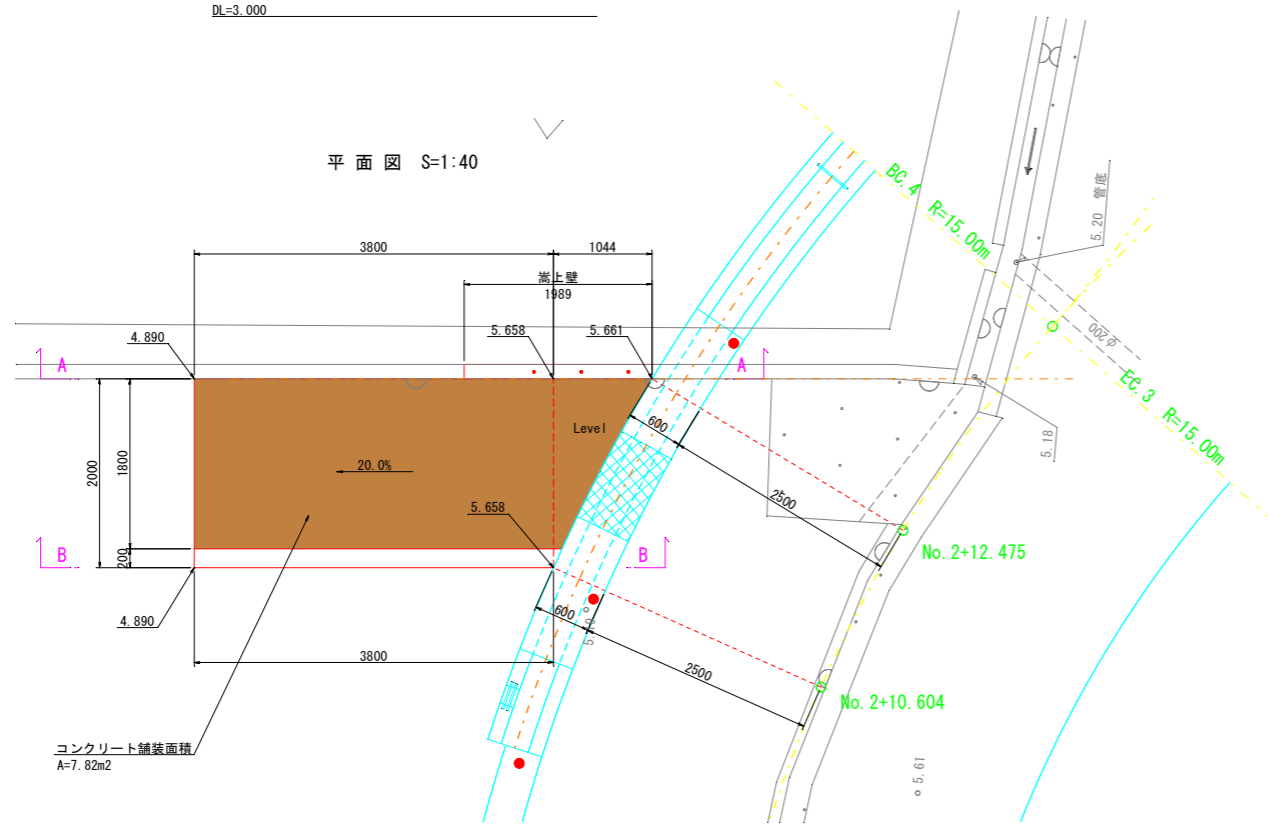 DL=3.000
平 面 図 S=1:40
BC.4 R=15.00m
5.20 管底
3800
1044
嵩上壁
1989
φ200
4.890
5.658
5.661
A
A
EC.3 R=15.00m
600
Level
5.18
2000
1800
20.0%
2500
5.658
No.2+12.475
B
B
200
4.890
600
5.19
3800
2500
No.2+10.604
コンクリート舗装面積
A=7.82m2
5.61